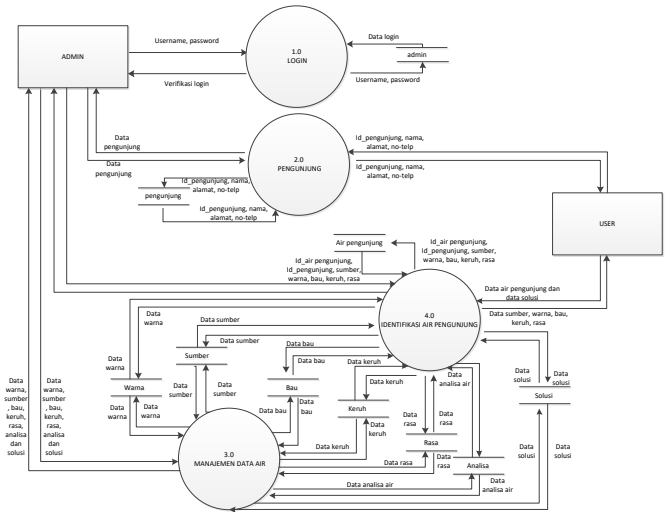 ADMIN
Username, password
Verifikasi login
1.0
LOGIN
Data login
admin
Username, password
Data
pengunjung
Data
pengunjung
2.0
PENGUNJUNG
Id_pengunjung, nama,
alamat, no-telp
Id_pengunjung, nama,
alamat, no-telp
Id_pengunjung, nama,
alamat, no-telp
pengunjung
Id_pengunjung, nama,
alamat, no-telp
USER
Air pengunjung
Id_air pengunjung,
Id_pengunjung, sumber,
warna, bau, keruh, rasa
Id_air pengunjung,
Id_pengunjung, sumber,
warna, bau, keruh, rasa
Data air pengunjung dan
data solusi
Data sumber, warna, bau,
keruh, rasa
4.0
IDENTIFIKASI AIR PENGUNJUNG
Data
warna
Data sumber
Data sumber
Sumber
Data
warna
Warna
Data
warna
Data
warna
Data
sumber
Data
sumber
Data bau
Data bau
Bau
Data bau
Data
bau
Data keruh
Data keruh
Keruh
Data keruh
Data
keruh
Data
analisa air
Data
rasa
Data
rasa
Rasa
Data rasa
Data
rasa
Analisa
Data analisa air
Data
analisa air
Data
solusi
Data
solusi
Solusi
Data
solusi
Data
solusi
3.0
MANAJEMEN DATA AIR
Data
warna,
sumber
, bau,
keruh,
rasa,
analisa
dan
solusi
Data
warna,
sumber
, bau,
keruh,
rasa,
analisa
dan
solusi